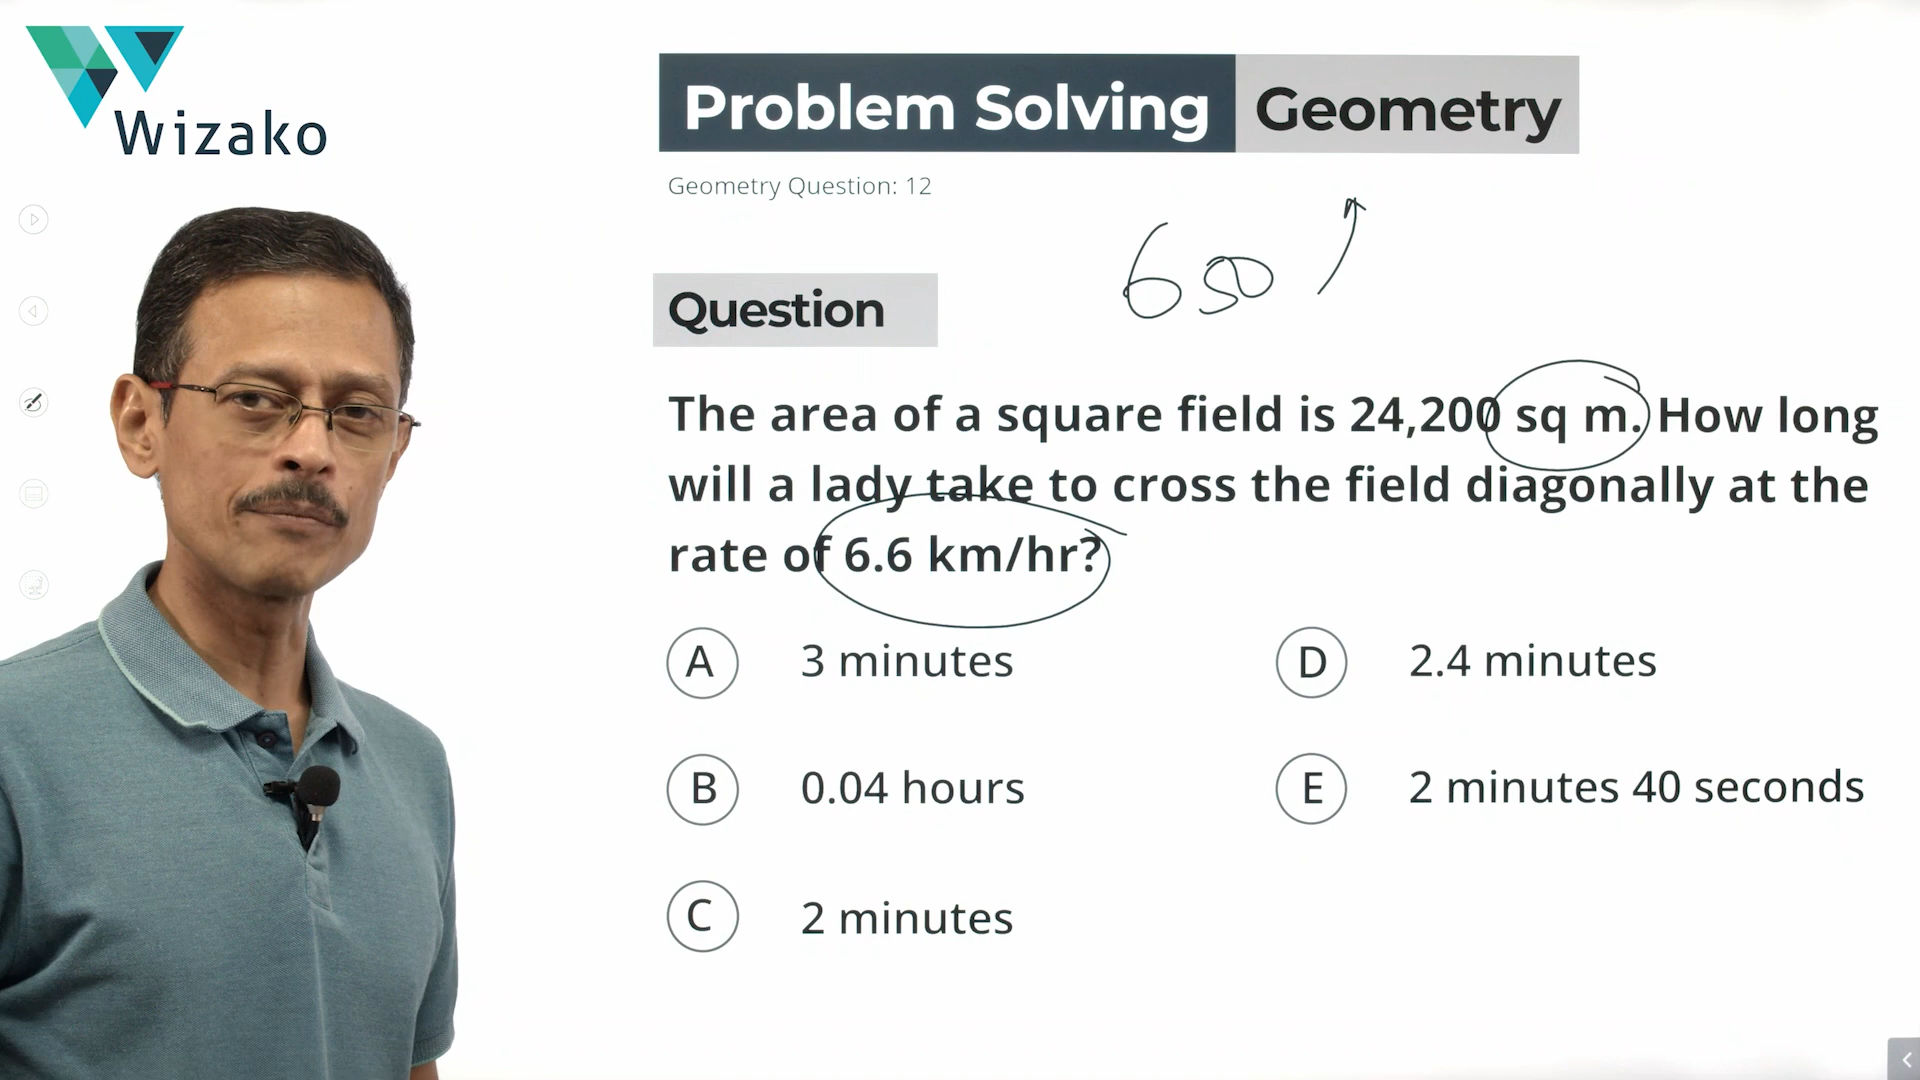 Wizako
Problem Solving Geometry
Geometry Question: 12
650
Question
The area of a square field is 24,200 sq m. How long
will a lady take to cross the field diagonally at the
rate of 6.6 km/hr?
A 3 minutes
B 0.04 hours
C 2 minutes
D 2.4 minutes
E 2 minutes 40 seconds